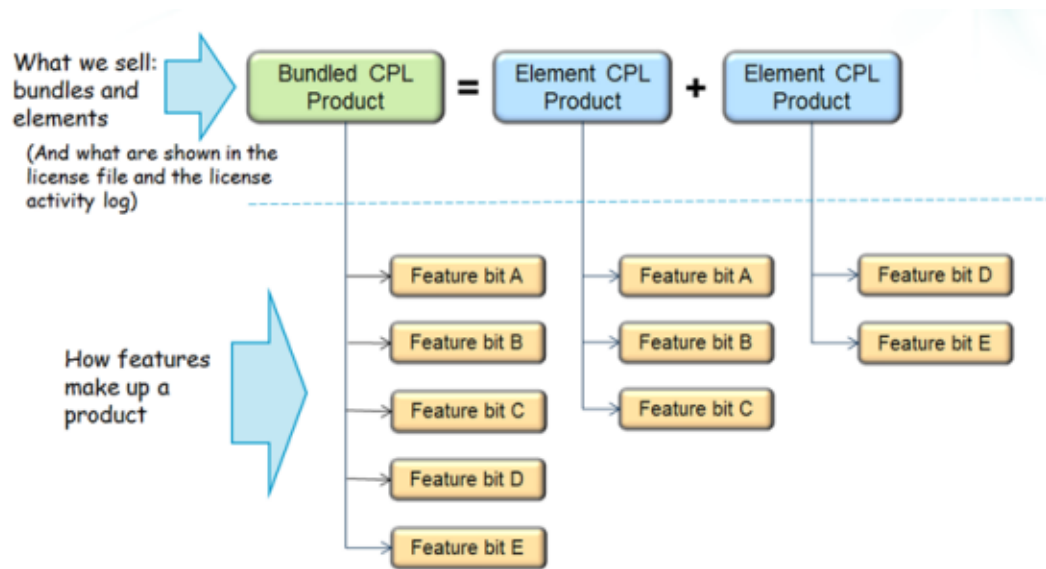 What we sell:
bundles and
elements
(And what are shown in the
license file and the license
activity log)
Bundled CPL
Product
=
Element CPL
Product
+
Element CPL
Product
How features
make up a
product
Feature bit A
Feature bit B
Feature bit C
Feature bit D
Feature bit E
Feature bit A
Feature bit B
Feature bit C
Feature bit D
Feature bit E